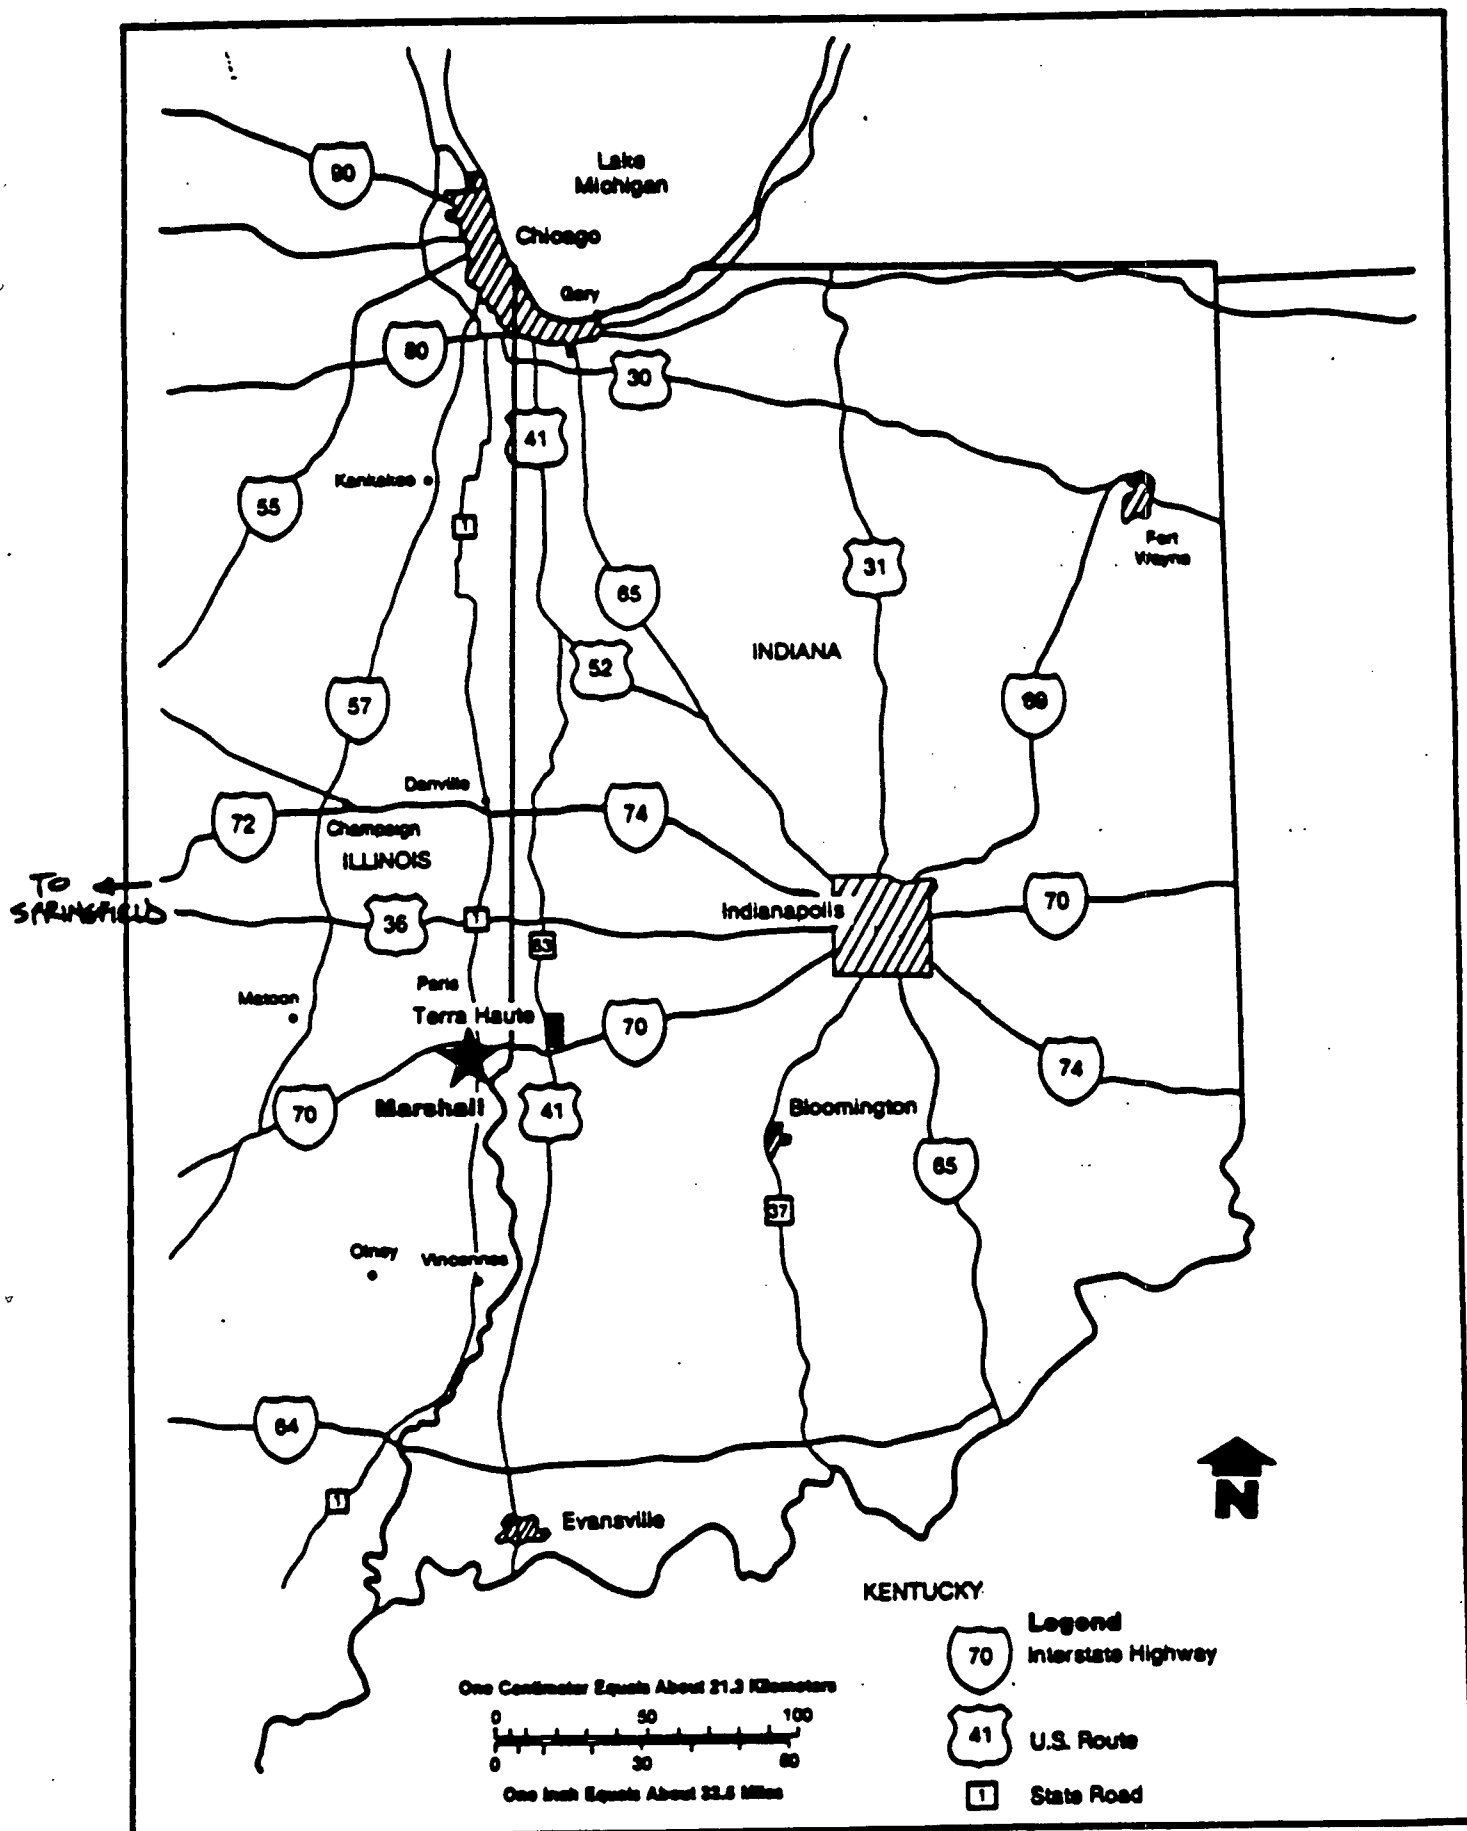 Lake
Michigan
90
Chicago
Gary
80
30
41
Kankakee
55
1
Fort
Wayne
31
65
INDIANA
52
57
69
Danville
72
74
Champaign
ILLINOIS
TO
SPRINGFIELD
36
1
Indianapolis
70
63
Paris
Matoon
Terra Haute
70
74
70
Marshall
41
Bloomington
65
37
Olney
Vincennes
64
1
N
Evansville
KENTUCKY
Legend
70
Interstate Highway
One Centimeter Equals About 21.3 Kilometers
0 50 100
41
U.S. Route
0 30 60
One Inch Equals About 33.6 Miles
1
State Road